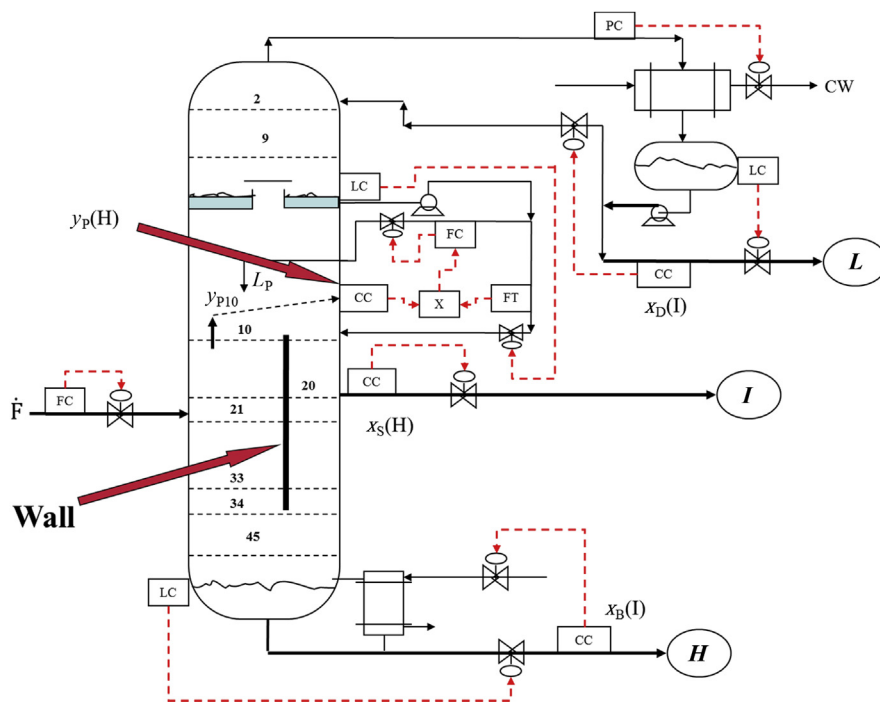 PC
CW
2
9
LC
LC
yP(H)
FC
LP
CC
L
xD(I)
yP10
CC
X
FT
10
20
CC
I
Ḟ
FC
21
xS(H)
33
Wall
34
45
LC
xB(I)
CC
H